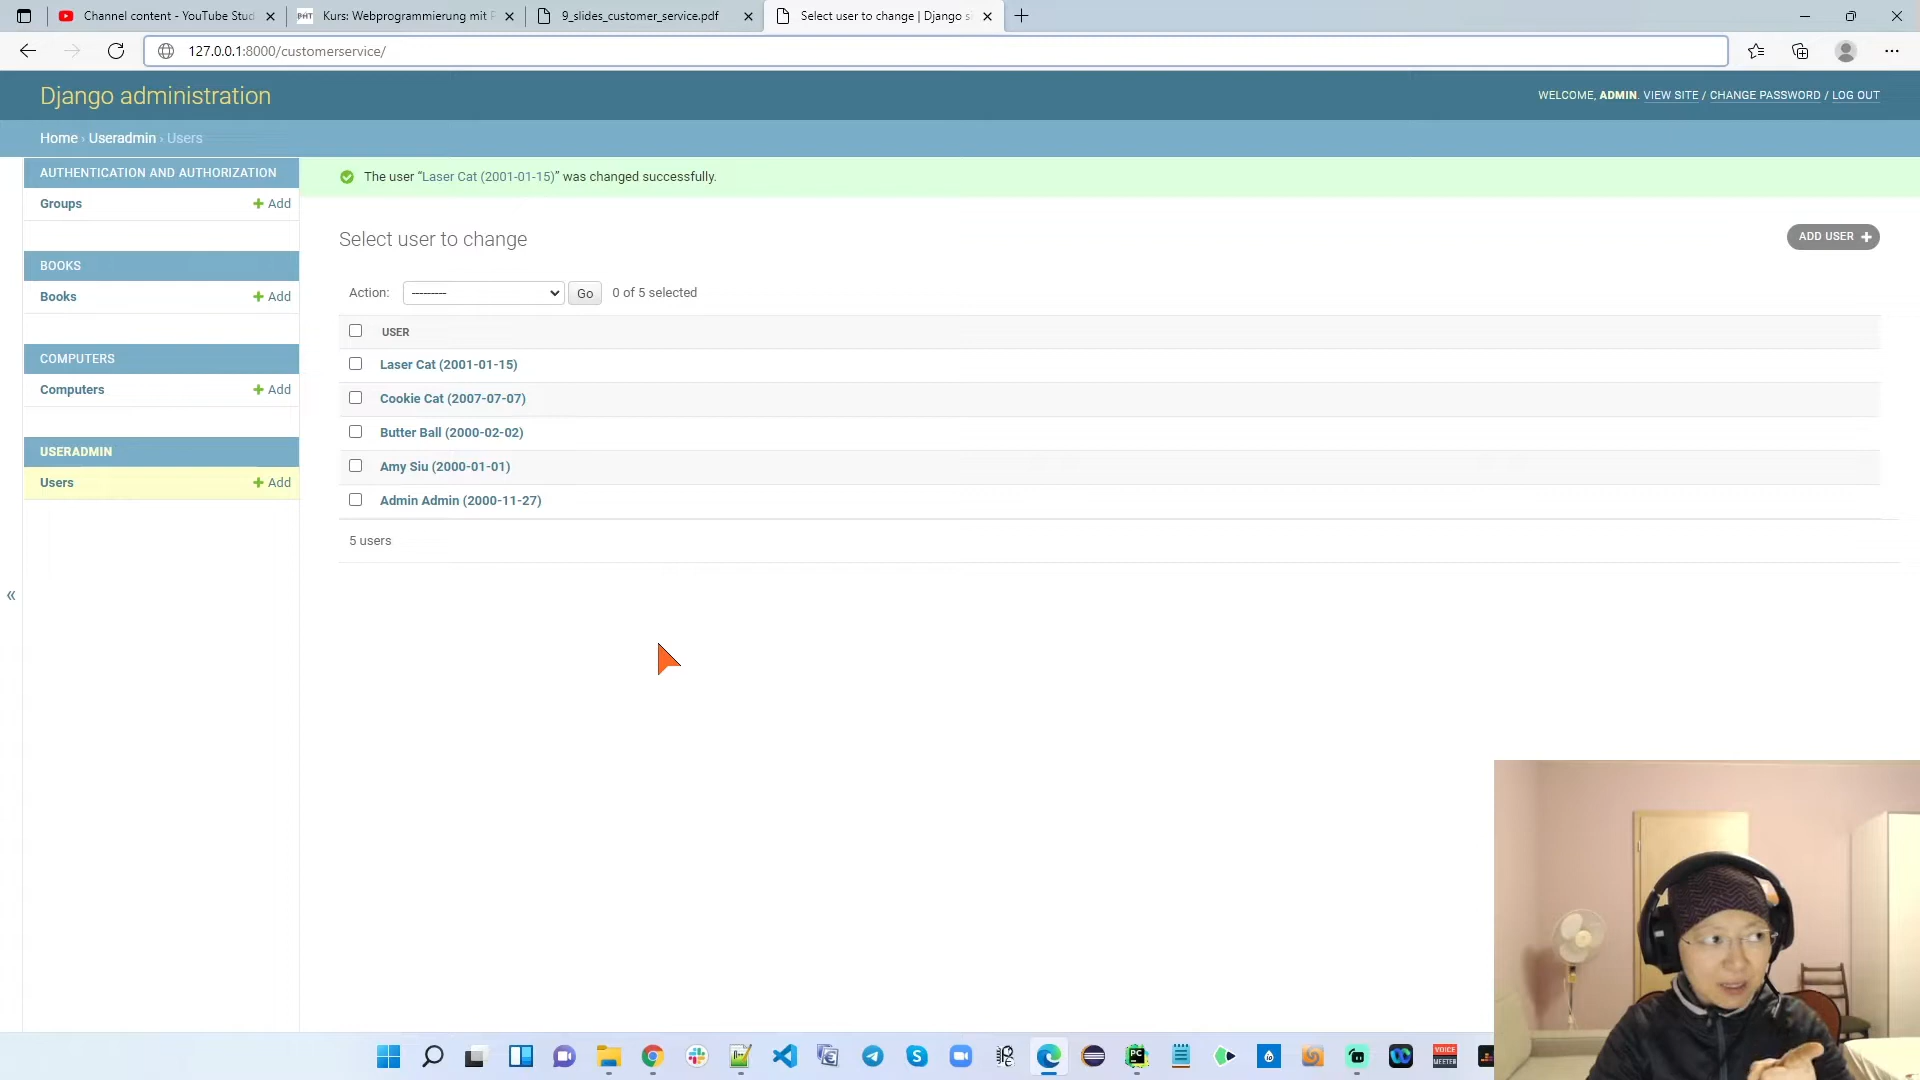 Channel content - YouTube Stud
Kurs: Webprogrammierung mit P
9_slides_customer_service.pdf
Select user to change | Django s
127.0.0.1:8000/customerservice/
Django administration
WELCOME, ADMIN. VIEW SITE / CHANGE PASSWORD / LOG OUT
Home › Useradmin › Users
AUTHENTICATION AND AUTHORIZATION
Groups
Add
BOOKS
Books
Add
COMPUTERS
Computers
Add
USERADMIN
Users
Add
«
The user “Laser Cat (2001-01-15)” was changed successfully.
Select user to change
ADD USER
Action: --------- Go 0 of 5 selected
USER
Laser Cat (2001-01-15)
Cookie Cat (2007-07-07)
Butter Ball (2000-02-02)
Amy Siu (2000-01-01)
Admin Admin (2000-11-27)
5 users
PC
VOICE
MEETER